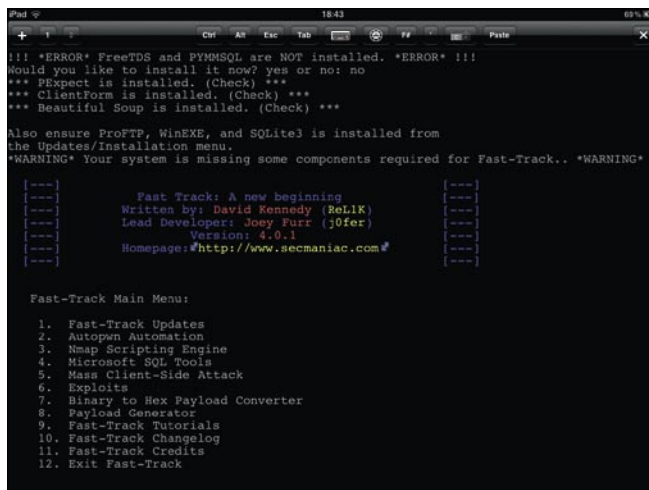 iPad 18:43 69%
+ 1 2 Ctrl Alt Esc Tab F# Paste ×
!!! *ERROR* FreeTDS and PYMMSQL are NOT installed. *ERROR* !!!
Would you like to install it now? yes or no: no
*** PExpect is installed. (Check) ***
*** ClientForm is installed. (Check) ***
*** Beautiful Soup is installed. (Check) ***
Also ensure ProFTP, WinEXE, and SQLite3 is installed from
the Updates/Installation menu.
*WARNING* Your system is missing some components required for Fast-Track.. *WARNING*
[---] [---]
[---] Fast Track: A new beginning [---]
[---] Written by: David Kennedy (ReL1K) [---]
[---] Lead Developer: Joey Furr (j0fer) [---]
[---] Version: 4.0.1 [---]
[---] Homepage: http://www.secmaniac.com [---]
[---] [---]
Fast-Track Main Menu:
1. Fast-Track Updates
2. Autopwn Automation
3. Nmap Scripting Engine
4. Microsoft SQL Tools
5. Mass Client-Side Attack
6. Exploits
7. Binary to Hex Payload Converter
8. Payload Generator
9. Fast-Track Tutorials
10. Fast-Track Changelog
11. Fast-Track Credits
12. Exit Fast-Track